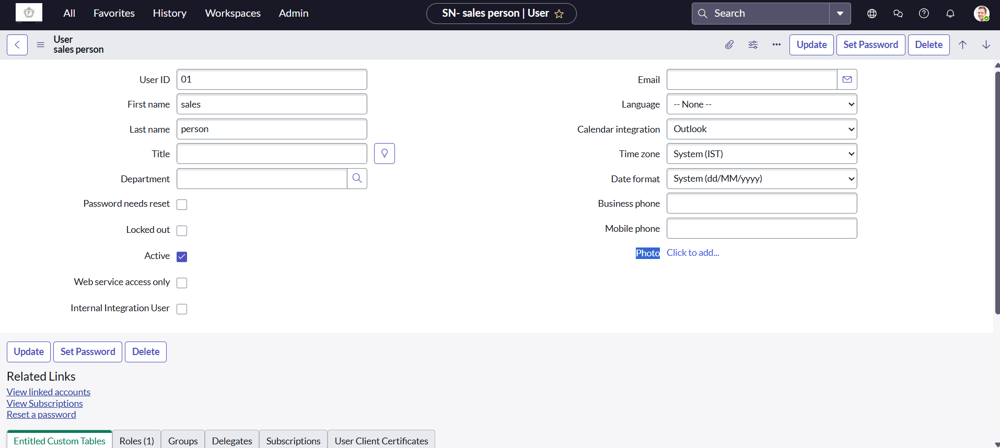 P
All Favorites History Workspaces Admin
SN- sales person | User
Search
User
sales person
Update Set Password Delete
User ID 01
First name sales
Last name person
Title
Department
Password needs reset
Locked out
Active
Web service access only
Internal Integration User
Email
Language -- None --
Calendar integration Outlook
Time zone System (IST)
Date format System (dd/MM/yyyy)
Business phone
Mobile phone
Photo Click to add...
Update Set Password Delete
Related Links
View linked accounts
View Subscriptions
Reset a password
Entitled Custom Tables Roles (1) Groups Delegates Subscriptions User Client Certificates